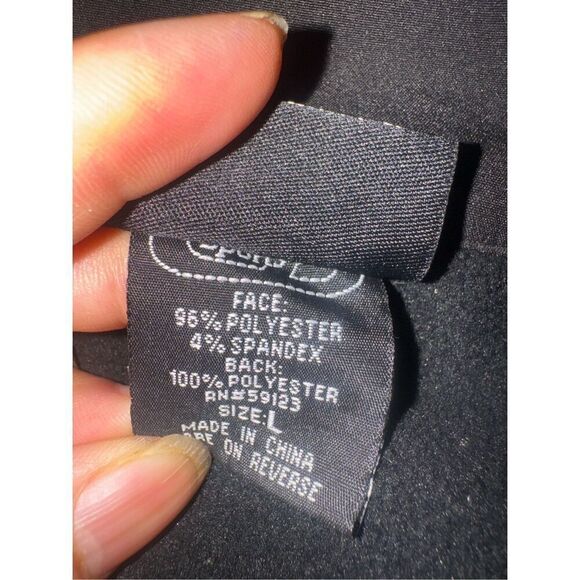 FACE:
96% POLYESTER
4% SPANDEX
BACK:
100% POLYESTER
RN#59123
SIZE: L
MADE IN CHINA
ON REVERSE